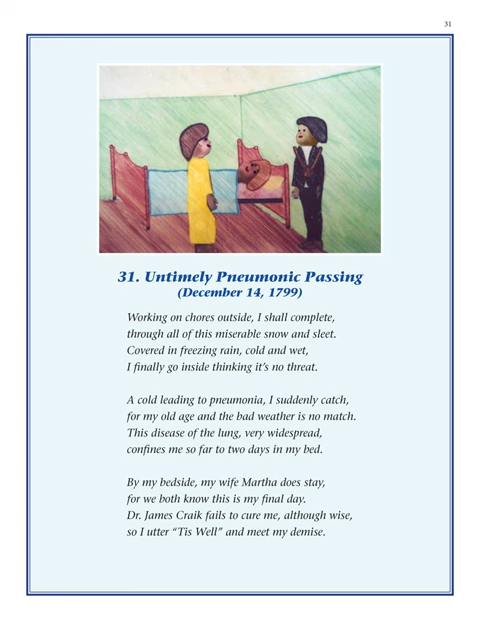 31
31. Untimely Pneumonic Passing
(December 14, 1799)
Working on chores outside, I shall complete,
through all of this miserable snow and sleet.
Covered in freezing rain, cold and wet,
I finally go inside thinking it’s no threat.
A cold leading to pneumonia, I suddenly catch,
for my old age and the bad weather is no match.
This disease of the lung, very widespread,
confines me so far to two days in my bed.
By my bedside, my wife Martha does stay,
for we both know this is my final day.
Dr. James Craik fails to cure me, although wise,
so I utter “Tis Well” and meet my demise.